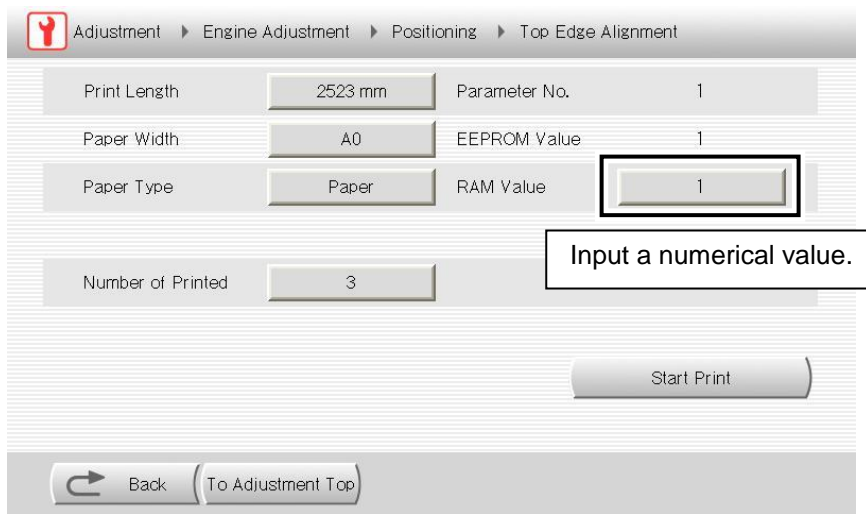 Adjustment ▶ Engine Adjustment ▶ Positioning ▶ Top Edge Alignment
Print Length 2523 mm Parameter No. 1
Paper Width A0 EEPROM Value 1
Paper Type Paper RAM Value 1
Input a numerical value.
Number of Printed 3
Start Print
Back To Adjustment Top